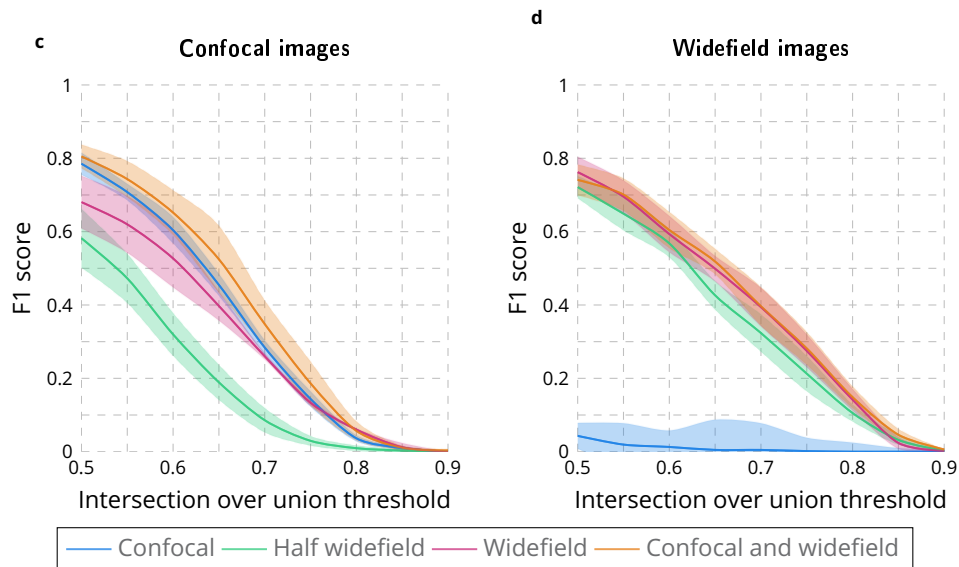 c
Confocal images
1
0.8
0.6
0.4
0.2
0
0.5 0.6 0.7 0.8 0.9
F1 score
Intersection over union threshold
d
Widefield images
1
0.8
0.6
0.4
0.2
0
0.5 0.6 0.7 0.8 0.9
F1 score
Intersection over union threshold
Confocal Half widefield Widefield Confocal and widefield